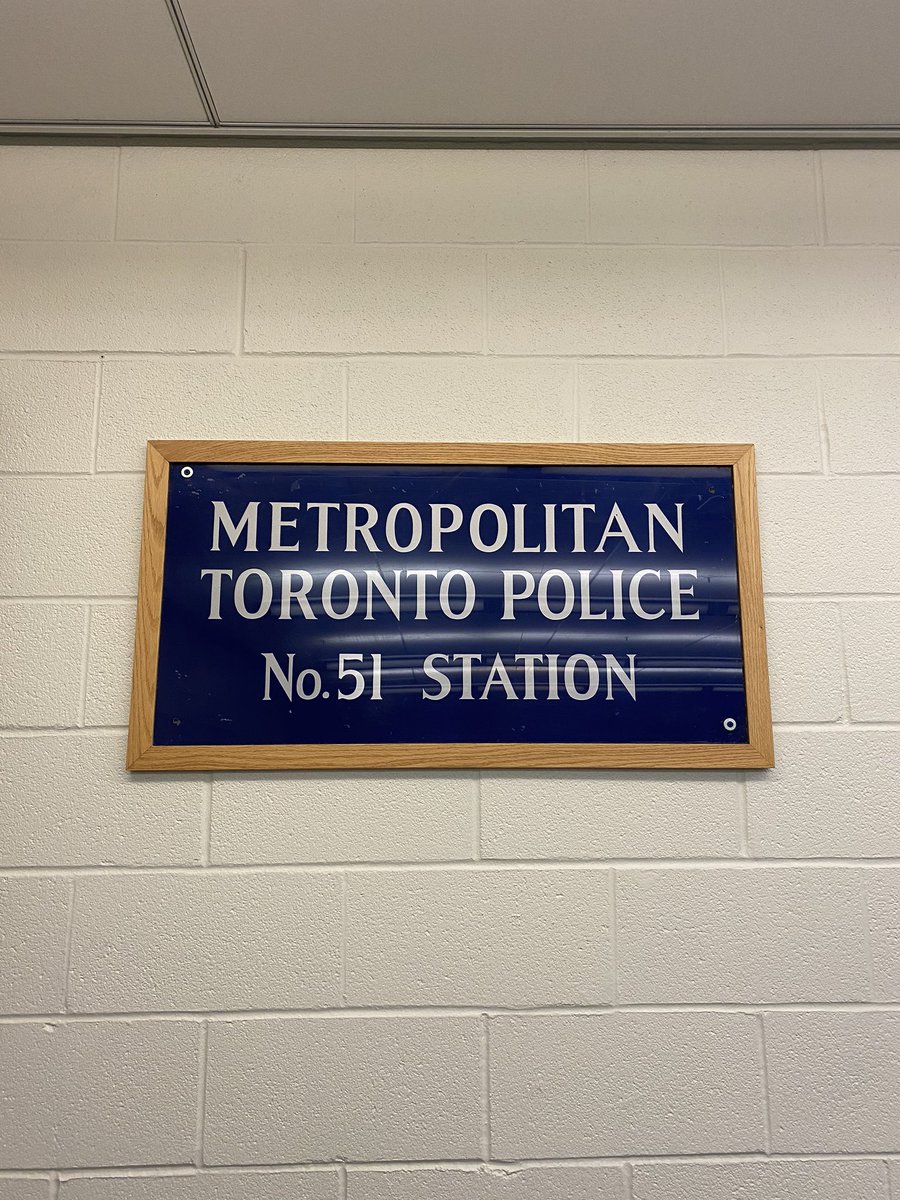 METROPOLITAN
TORONTO POLICE
No. 51 STATION